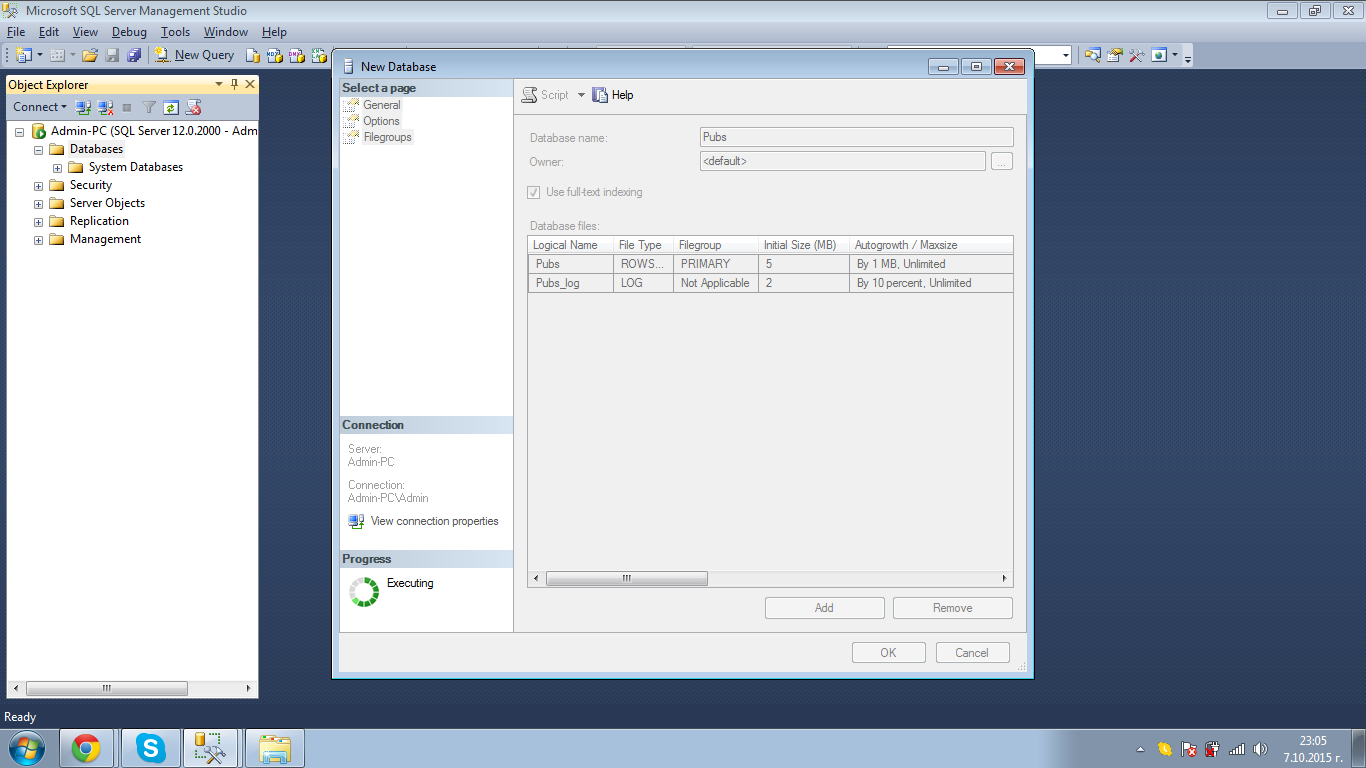 Microsoft SQL Server Management Studio
File Edit View Debug Tools Window Help
New Query
Object Explorer
Connect
Admin-PC (SQL Server 12.0.2000 - Adm
Databases
System Databases
Security
Server Objects
Replication
Management
New Database
Select a page
General
Options
Filegroups
Script Help
Database name: Pubs
Owner: <default> ...
Use full-text indexing
Database files:
Logical Name File Type Filegroup Initial Size (MB) Autogrowth / Maxsize
Pubs ROWS... PRIMARY 5 By 1 MB, Unlimited
Pubs_log LOG Not Applicable 2 By 10 percent, Unlimited
Connection
Server:
Admin-PC
Connection:
Admin-PC\Admin
View connection properties
Progress
Executing
Add Remove
OK Cancel
Ready
23:05
7.10.2015 г.